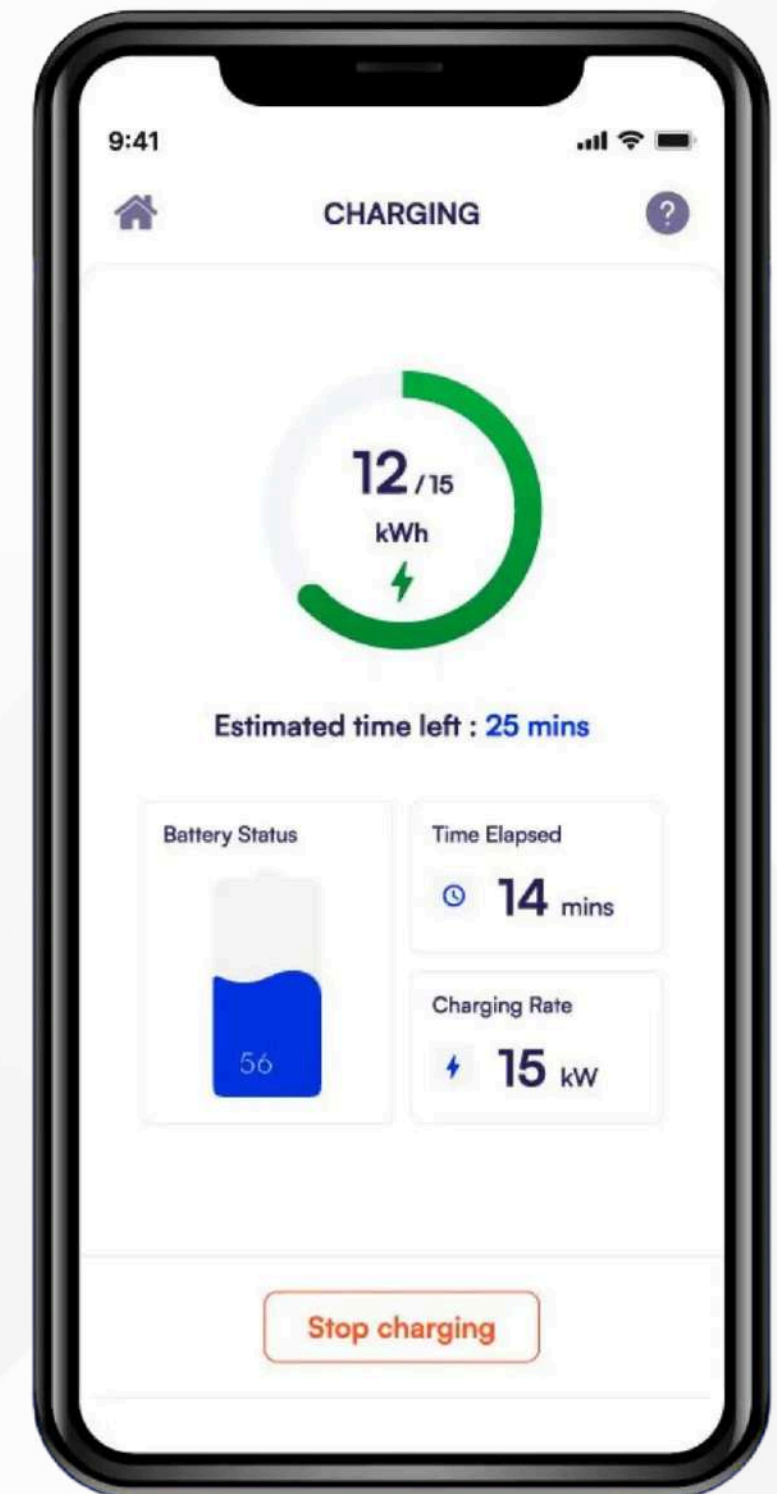 9:41
CHARGING
?
12 / 15
kWh
Estimated time left : 25 mins
Battery Status
56
Time Elapsed
14 mins
Charging Rate
15 kW
Stop charging